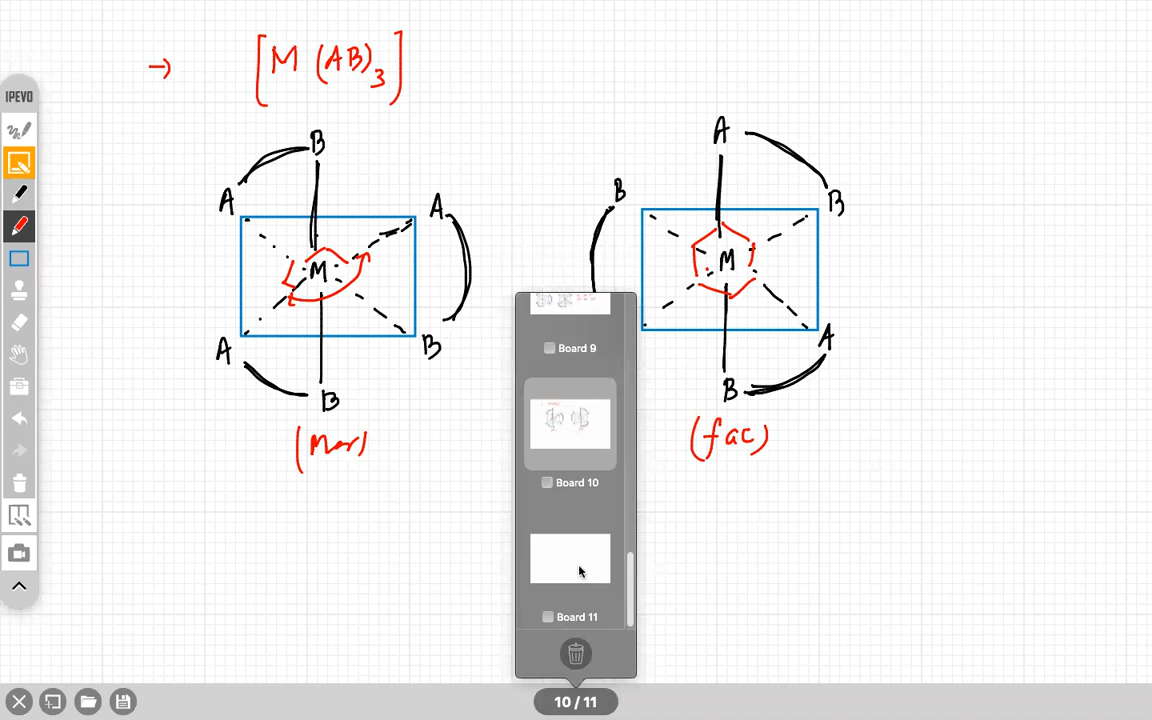 → [M (AB)3]
IPEVO
B
A
A
M
A
B
B
(Mer)
A
B
B
M
A
B
(fac)
Board 9
Board 10
Board 11
10 / 11